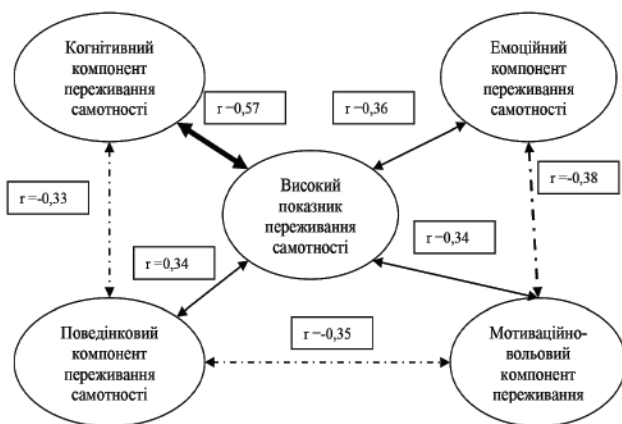 Когнітивний
компонент
переживання
самотності
Емоційний
компонент
переживання
самотності
r =0,57
r =0,36
Високий
показник
переживання
самотності
r =-0,33
r =-0,38
r =0,34
r =0,34
Поведінковий
компонент
переживання
самотності
r =-0,35
Мотиваційно-
вольовий
компонент
переживання